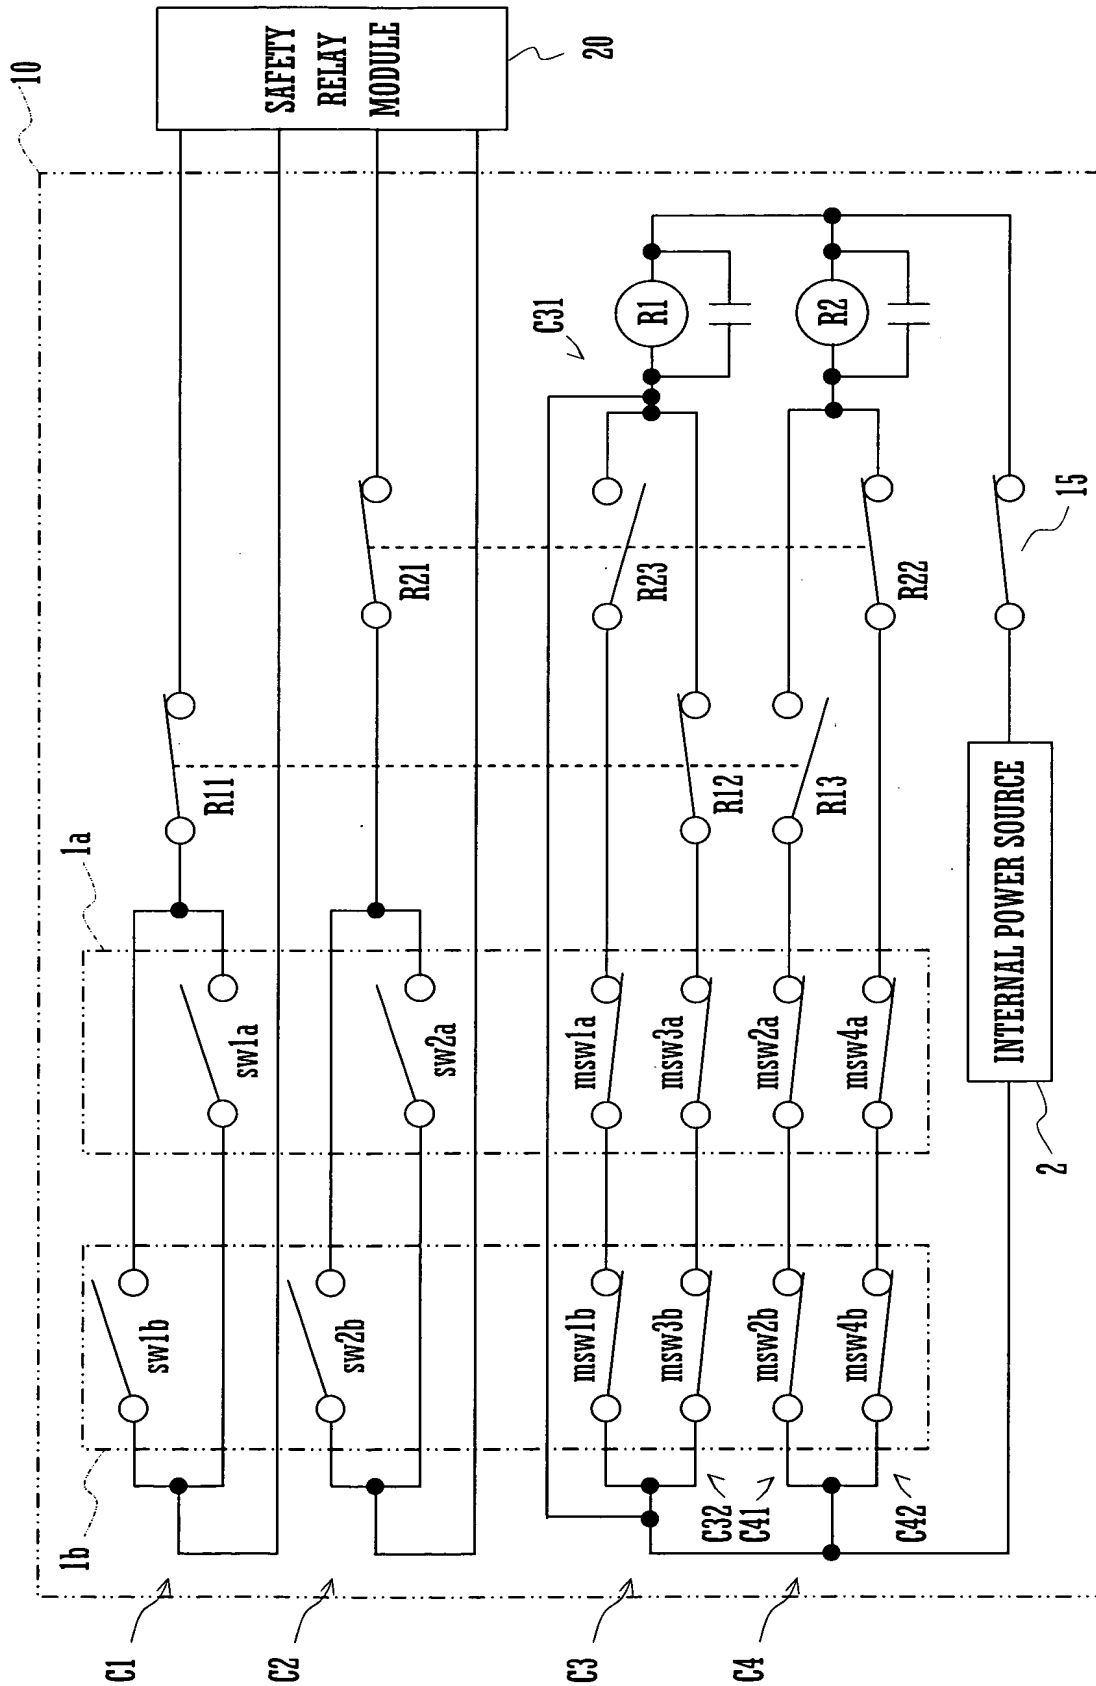 10
SAFETY
RELAY
MODULE
20
C31
R1
R2
R21
R23
R22
15
R11
R12
R13
1a
sw1a
sw2a
msw1a
msw3a
msw2a
msw4a
INTERNAL POWER SOURCE
2
sw1b
sw2b
msw1b
msw3b
msw2b
msw4b
1b
C32
C41
C42
C1
C2
C3
C4